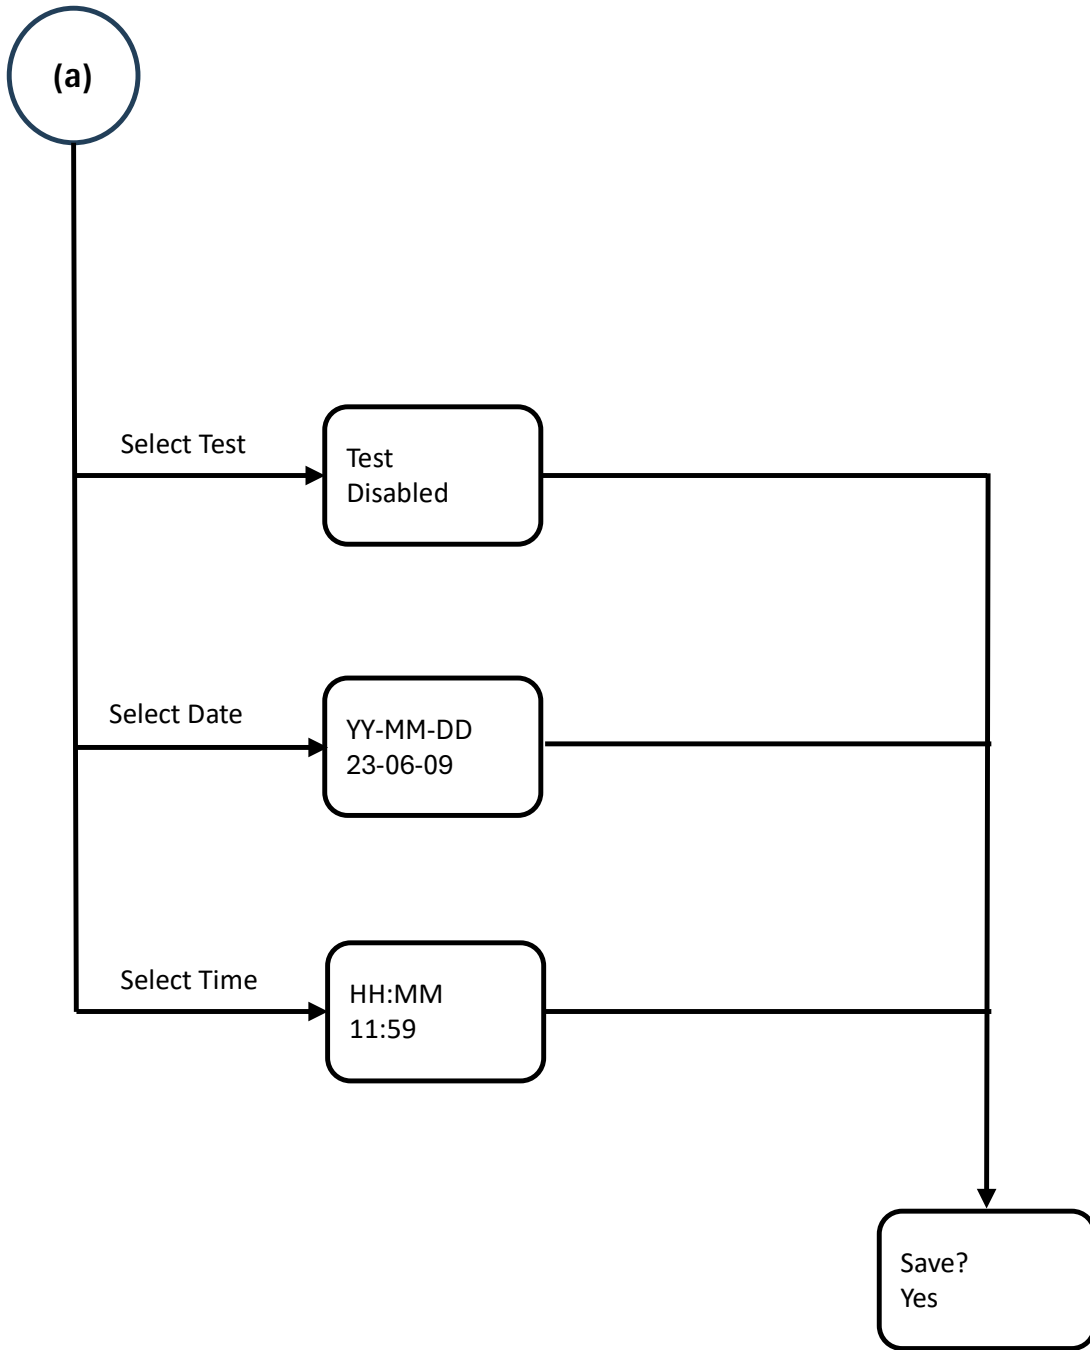 (a)
Select Test
Test
Disabled
Select Date
YY-MM-DD
23-06-09
Select Time
HH:MM
11:59
Save?
Yes